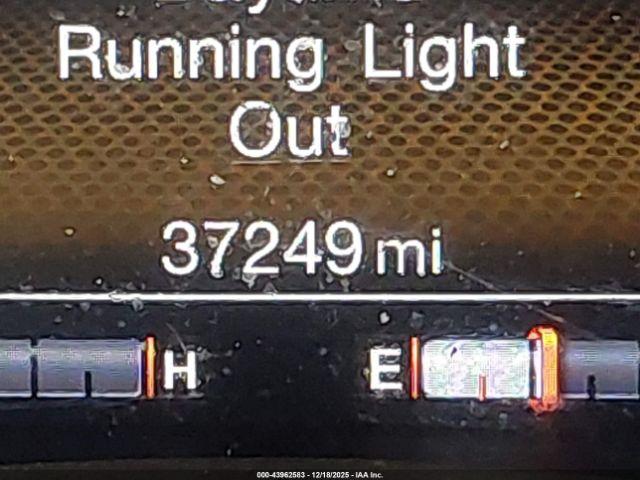 Running Light
Out
37249 mi
H E
000-43962583 - 12/18/2025 - IAA Inc.